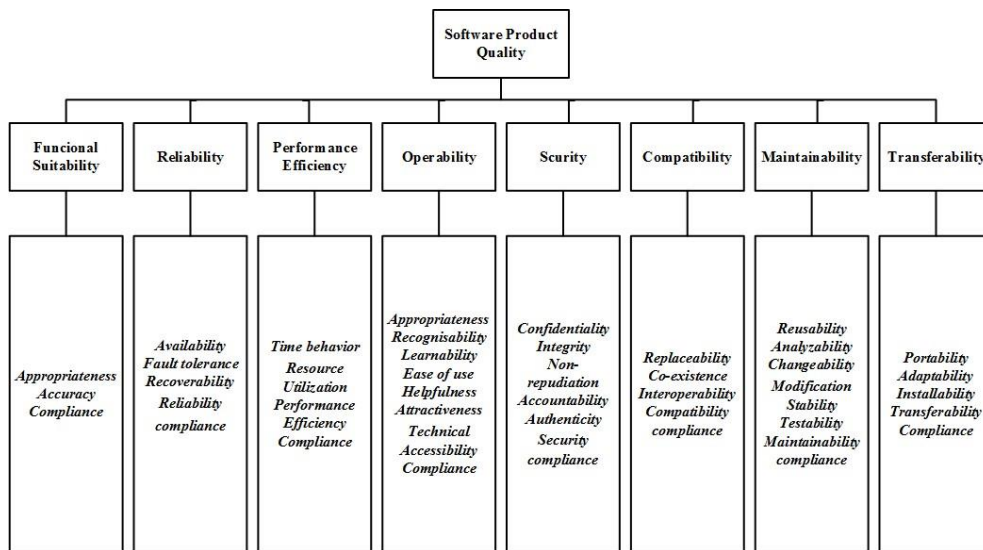 Software Product
Quality
Funcional
Suitability
Reliability
Performance
Efficiency
Operability
Scurity
Compatibility
Maintainability
Transferability
Appropriateness
Accuracy
Compliance
Availability
Fault tolerance
Recoverability
Reliability
compliance
Time behavior
Resource
Utilization
Performance
Efficiency
Compliance
Appropriateness
Recognisability
Learnability
Ease of use
Helpfulness
Attractiveness
Technical
Accessibility
Compliance
Confidentiality
Integrity
Non-
repudiation
Accountability
Authenticity
Security
compliance
Replaceability
Co-existence
Interoperability
Compatibility
compliance
Reusability
Analyzability
Changeability
Modification
Stability
Testability
Maintainability
compliance
Portability
Adaptability
Installability
Transferability
Compliance